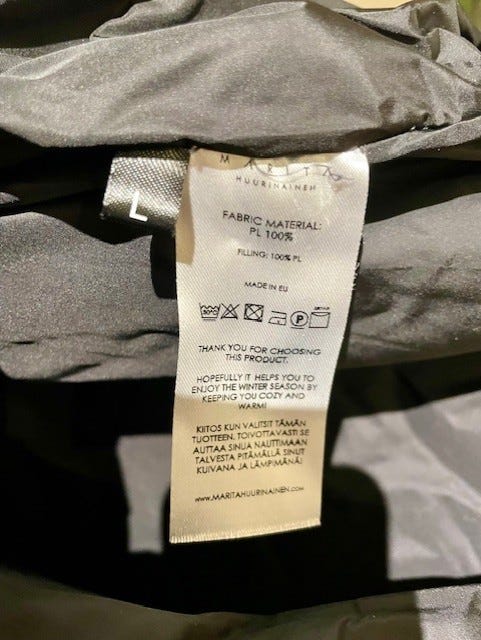 MARITA
HUURINAINEN
L
FABRIC MATERIAL:
PL 100%
FILLING: 100% PL
MADE IN EU
30°C
P
THANK YOU FOR CHOOSING
THIS PRODUCT.
HOPEFULLY IT HELPS YOU TO
ENJOY THE WINTER SEASON BY
KEEPING YOU COZY AND
WARM!
KIITOS KUN VALITSIT TÄMÄN
TUOTTEEN. TOIVOTTAVASTI SE
AUTTAA SINUA NAUTTIMAAN
TALVESTA PITÄMÄLLÄ SINUT
KUIVANA JA LÄMPIMÄNÄ!
WWW.MARITAHUURINAINEN.COM